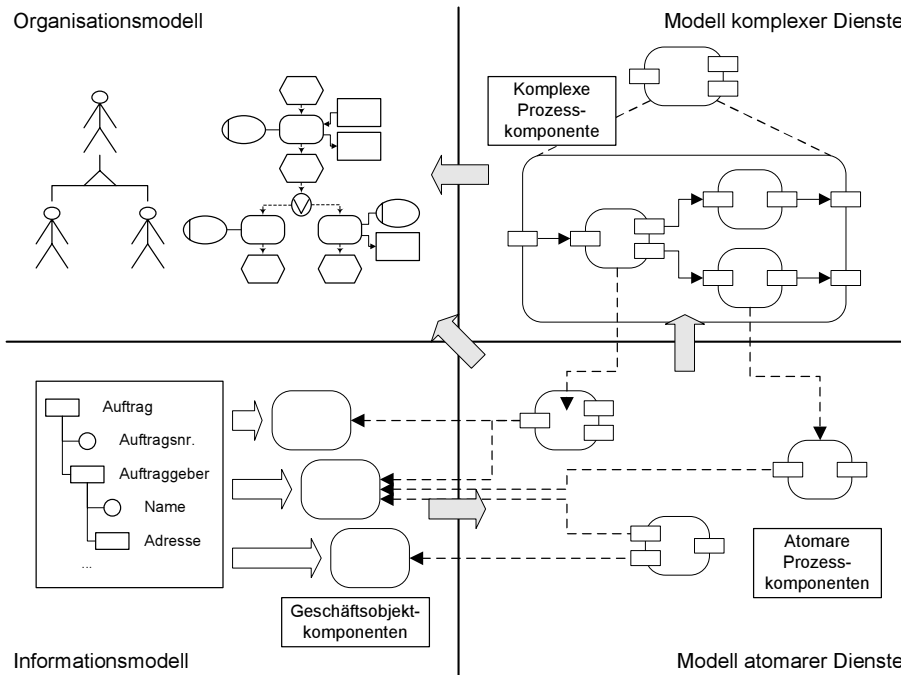 Organisationsmodell
Modell komplexer Dienste
Komplexe
Prozess-
komponente
Auftrag
Auftragsnr.
Auftraggeber
Name
Adresse
...
Geschäftsobjekt-
komponenten
Atomare
Prozess-
komponenten
Informationsmodell
Modell atomarer Dienste